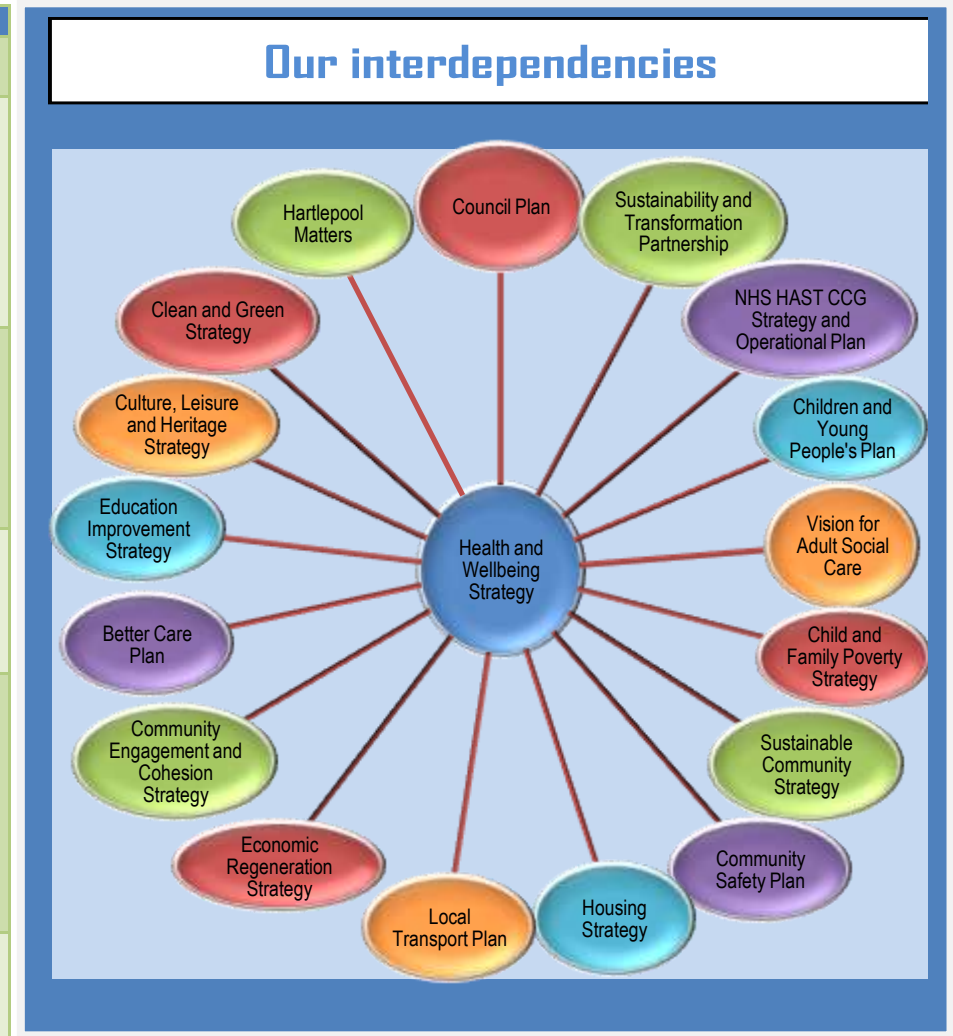 Our interdependencies
Council Plan
Sustainability and
Transformation
Partnership
NHS HAST CCG
Strategy and
Operational Plan
Children and
Young
People's Plan
Vision for
Adult Social
Care
Child and
Family Poverty
Strategy
Sustainable
Community
Strategy
Community
Safety Plan
Housing
Strategy
Local
Transport Plan
Economic
Regeneration
Strategy
Community
Engagement and
Cohesion
Strategy
Better Care
Plan
Education
Improvement
Strategy
Culture, Leisure
and Heritage
Strategy
Clean and Green
Strategy
Hartlepool
Matters
Health and
Wellbeing
Strategy